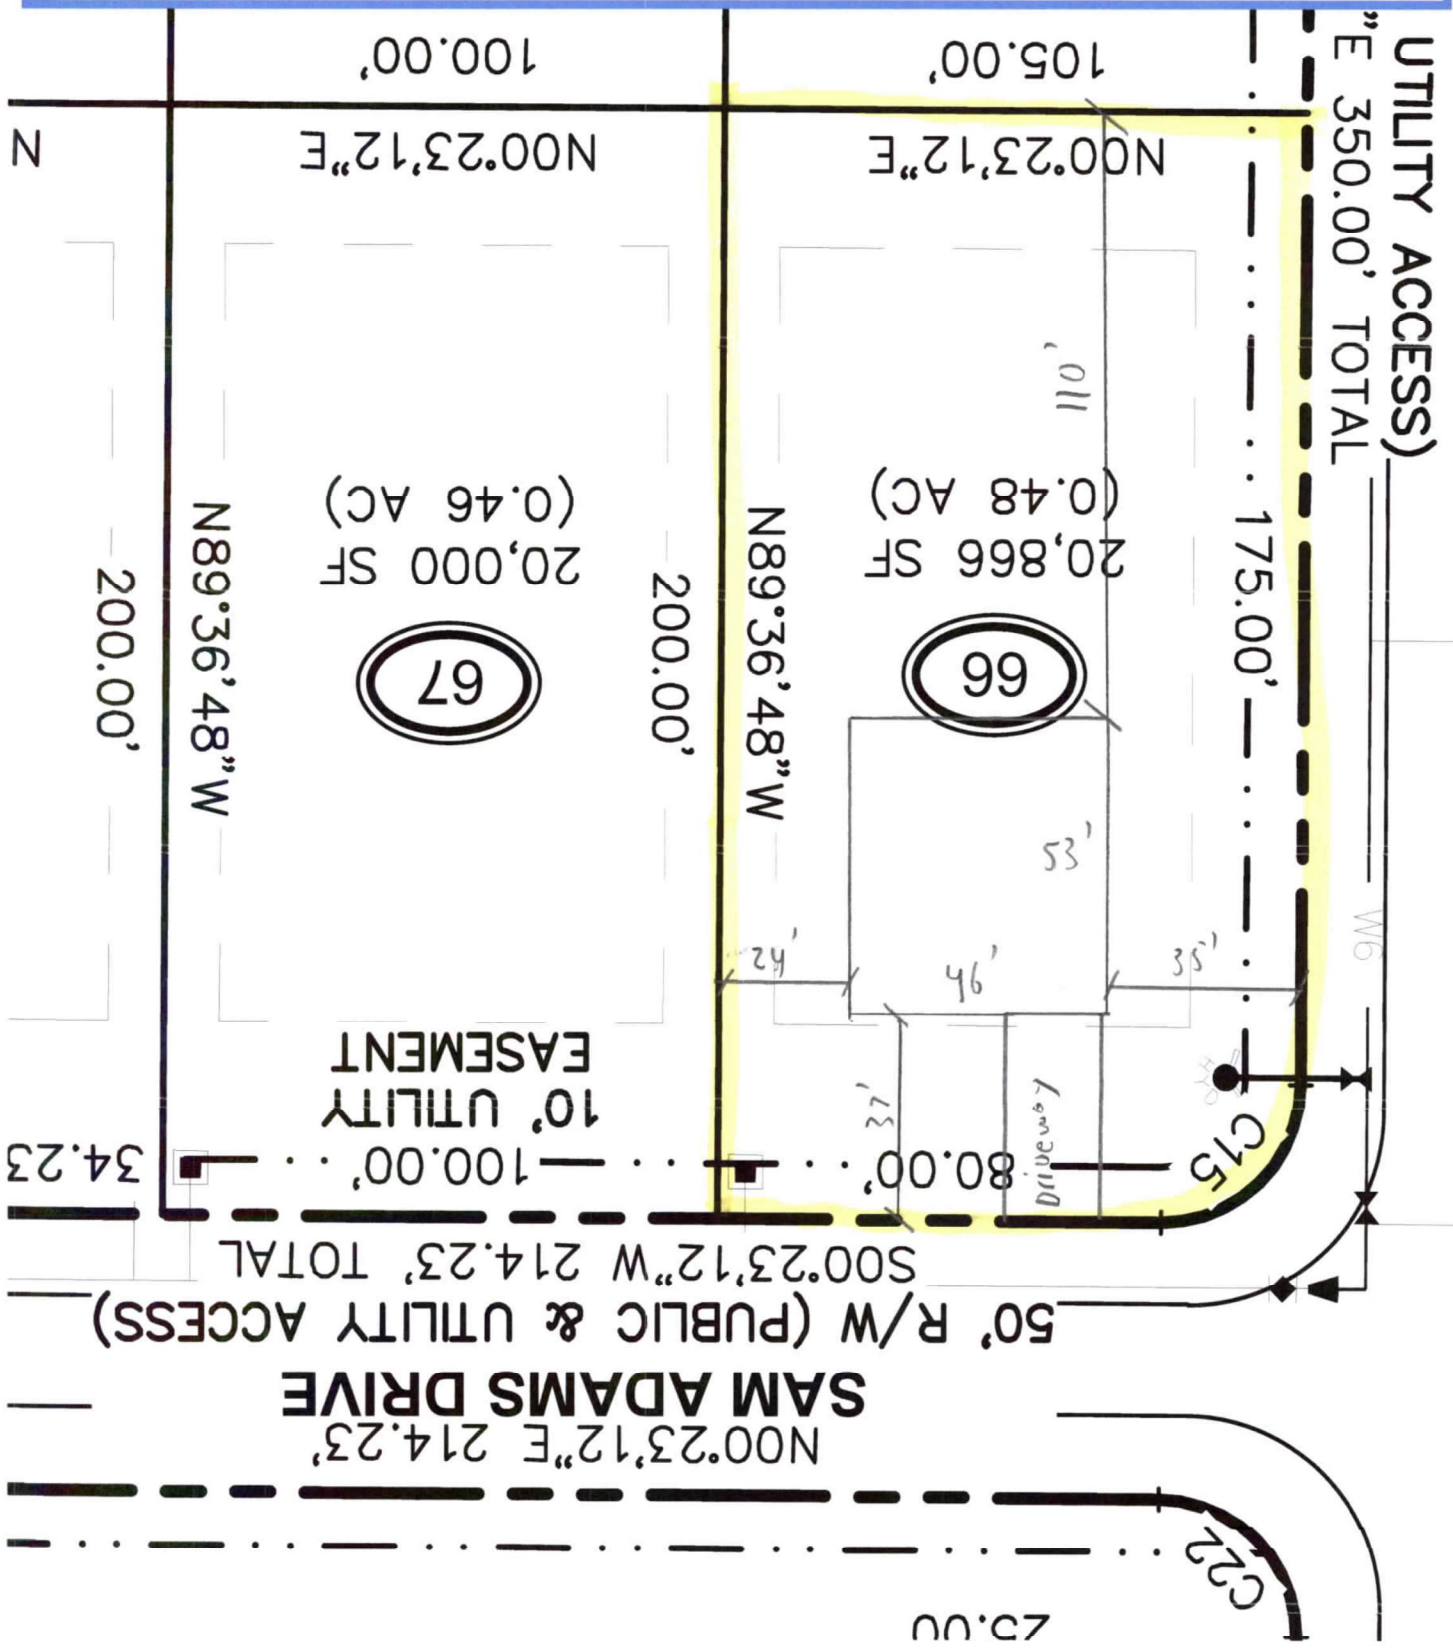 UTILITY ACCESS)
"E 350.00' TOTAL
100.00'
105.00'
N
N00°23'12"E
N00°23'12"E
110'
(0.46 AC)
20,000 SF
67
(0.48 AC)
20,866 SF
66
200.00'
N89°36'48"W
200.00'
N89°36'48"W
175.00'
53'
W6
24'
46'
35'
10' UTILITY
EASEMENT
37'
Driveway
C15
34.23
100.00'
80.00'
S00°23'12"W 214.23' TOTAL
50' R/W (PUBLIC & UTILITY ACCESS)
SAM ADAMS DRIVE
N00°23'12"E 214.23'
C22
25.00